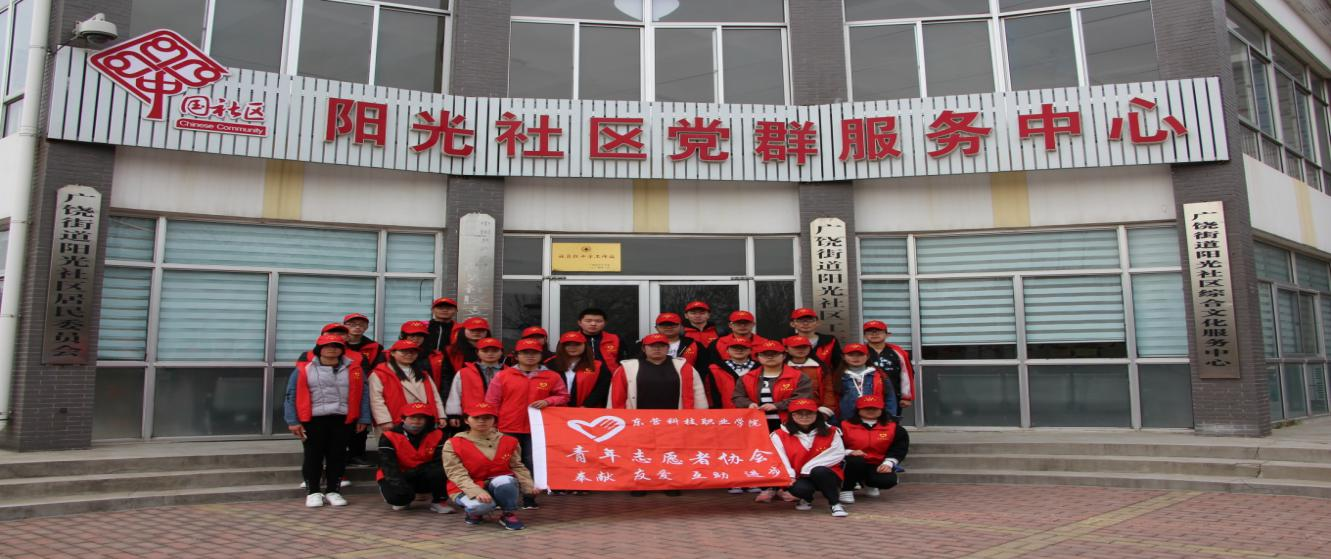 中国社区
Chinese Community
阳光社区党群服务中心
广饶街道阳光社区居民委员会
广饶街道阳光社区
广饶街道阳光社区综合文化服务中心
东营科技职业学院
青年志愿者协会
奉献 友爱 互助 进步